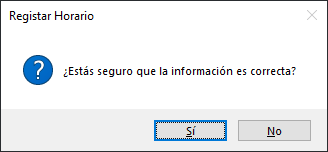 Registar Horario
¿Estás seguro que la información es correcta?
Sí
No